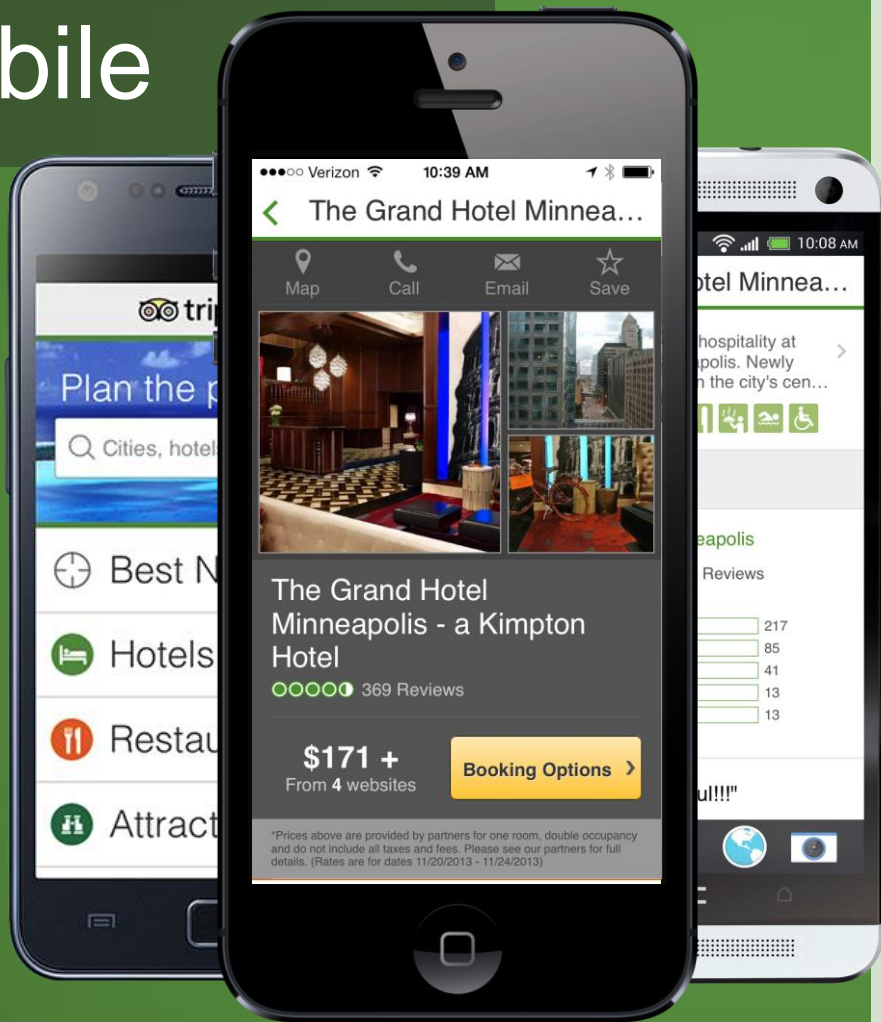 bile
Verizon 10:39 AM
The Grand Hotel Minnea...
Map Call Email Save
The Grand Hotel
Minneapolis - a Kimpton
Hotel
369 Reviews
$171 +
From 4 websites
Booking Options
*Prices above are provided by partners for one room, double occupancy
and do not include all taxes and fees. Please see our partners for full
details. (Rates are for dates 11/20/2013 - 11/24/2013)
trip
Plan the p
Cities, hotel
Best N
Hotels
Restau
Attract
10:08 AM
otel Minnea...
hospitality at
apolis. Newly
n the city's cen...
eapolis
Reviews
217
85
41
13
13
ul!!!"